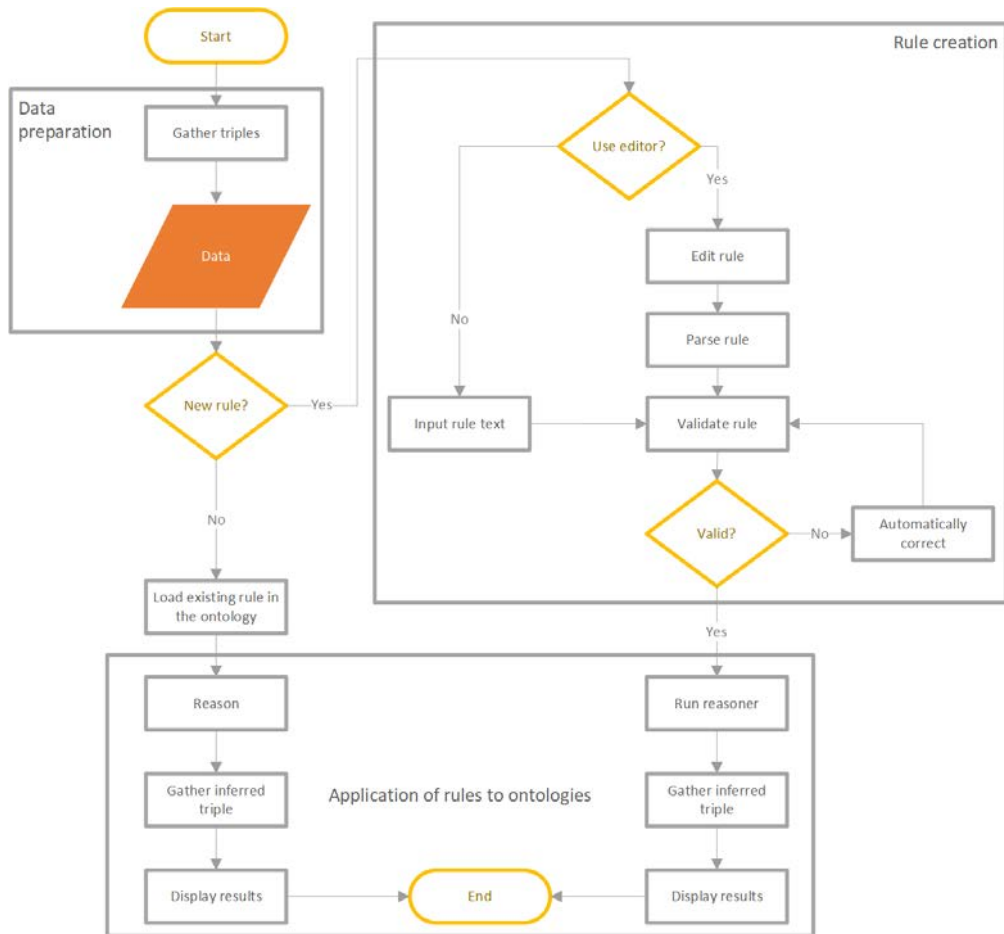 Start
Rule creation
Data
preparation
Gather triples
Use editor?
Yes
Data
Edit rule
No
Parse rule
New rule?
Yes
Input rule text
Validate rule
No
Valid?
No
Automatically
correct
Load existing rule in
the ontology
Yes
Reason
Run reasoner
Gather inferred
triple
Application of rules to ontologies
Gather inferred
triple
Display results
End
Display results